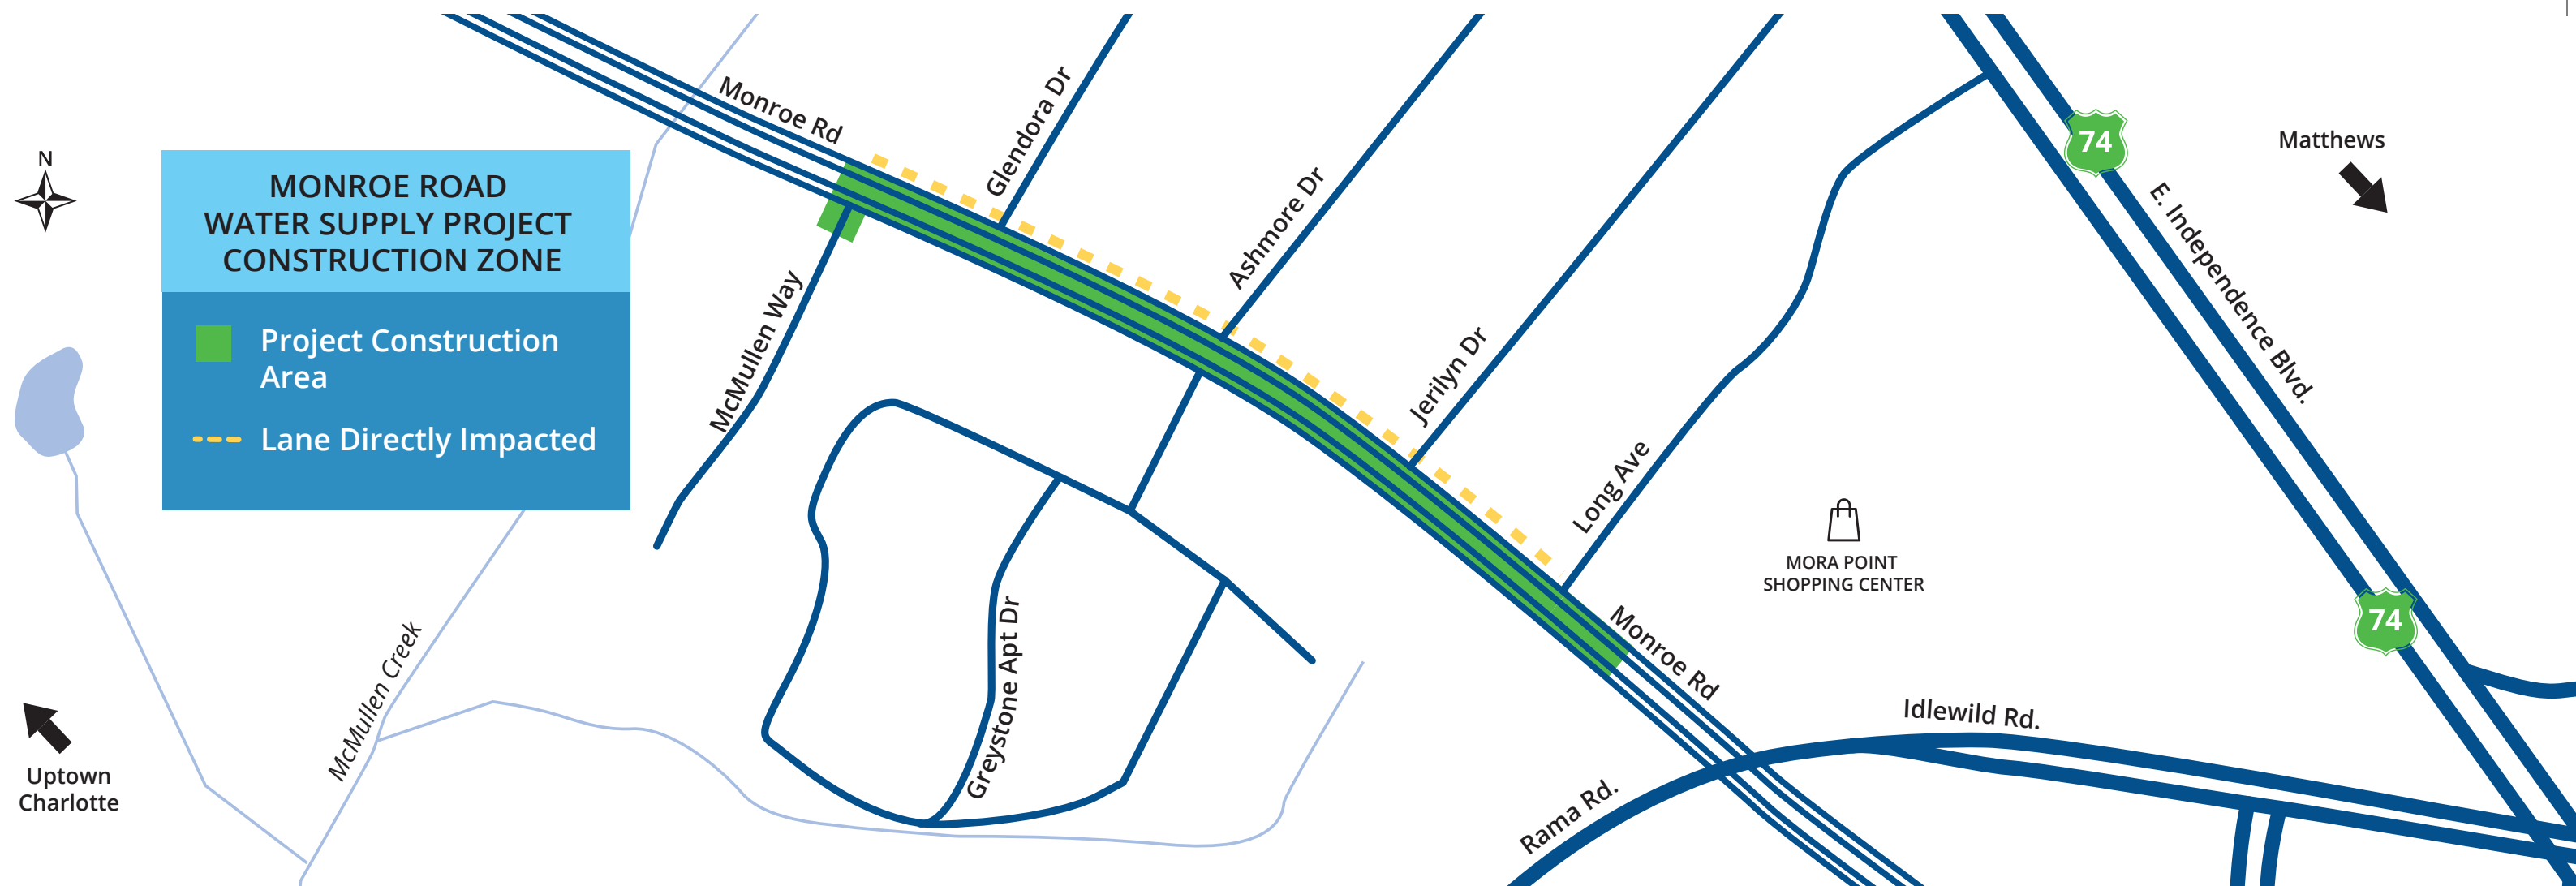 N
MONROE ROAD
WATER SUPPLY PROJECT
CONSTRUCTION ZONE
Project Construction
Area
Lane Directly Impacted
Monroe Rd
Glendora Dr
Ashmore Dr
Jerilyn Dr
Long Ave
McMullen Way
Greystone Apt Dr
McMullen Creek
Uptown
Charlotte
MORA POINT
SHOPPING CENTER
Monroe Rd
Idlewild Rd.
Rama Rd.
74
E. Independence Blvd.
74
Matthews